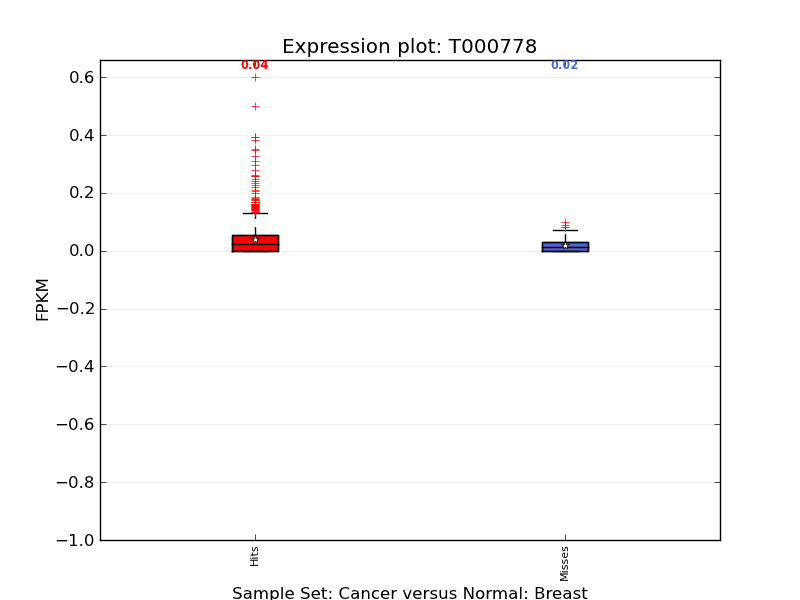 Expression plot: T000778
0.04
0.02
0.6
0.4
0.2
0.0
−0.2
−0.4
−0.6
−0.8
−1.0
FPKM
Hits
Misses
Sample Set: Cancer versus Normal: Breast